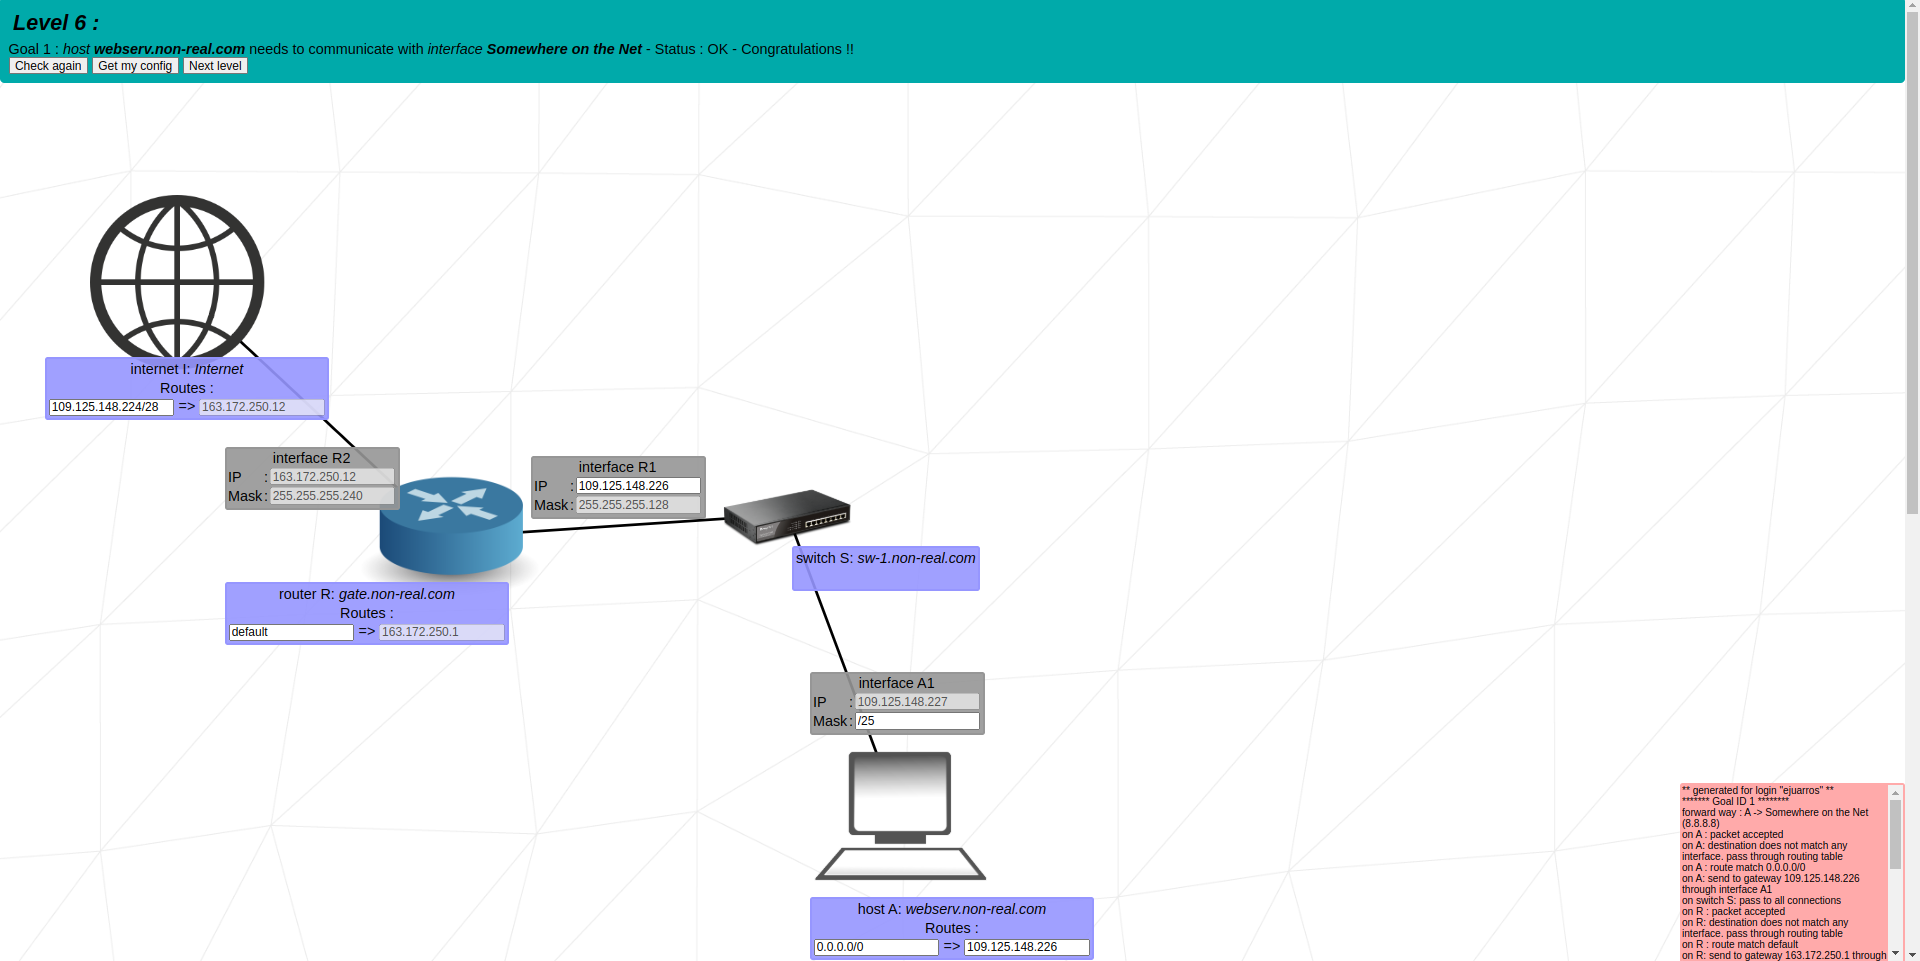 Level 6 :
Goal 1 : host webserv.non-real.com needs to communicate with interface Somewhere on the Net - Status : OK - Congratulations !!
Check again Get my config Next level
internet I: Internet
Routes :
109.125.148.224/28 => 163.172.250.12
interface R2
IP : 163.172.250.12
Mask : 255.255.255.240
interface R1
IP : 109.125.148.226
Mask : 255.255.255.128
switch S: sw-1.non-real.com
router R: gate.non-real.com
Routes :
default => 163.172.250.1
interface A1
IP : 109.125.148.227
Mask : /25
host A: webserv.non-real.com
Routes :
0.0.0.0/0 => 109.125.148.226
** generated for login "ejuarros" **
******* Goal ID 1 ********
forward way : A -> Somewhere on the Net
(8.8.8.8)
on A : packet accepted
on A: destination does not match any
interface. pass through routing table
on A : route match 0.0.0.0/0
on A: send to gateway 109.125.148.226
through interface A1
on switch S: pass to all connections
on R : packet accepted
on R: destination does not match any
interface. pass through routing table
on R : route match default
on R: send to gateway 163.172.250.1 through